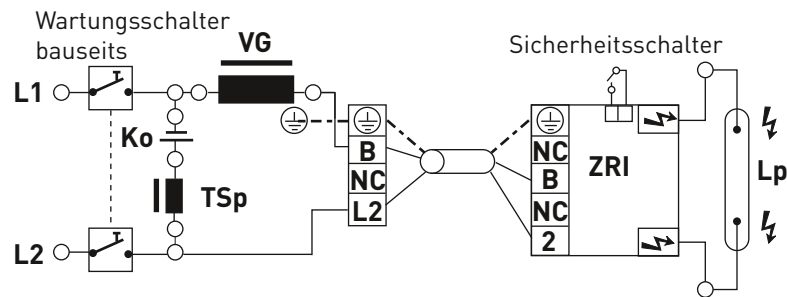 Wartungsschalter
bauseits
VG
Sicherheitsschalter
L1
Ko
TSp
L2
B
NC
L2
NC
B
NC
2
ZRI
Lp